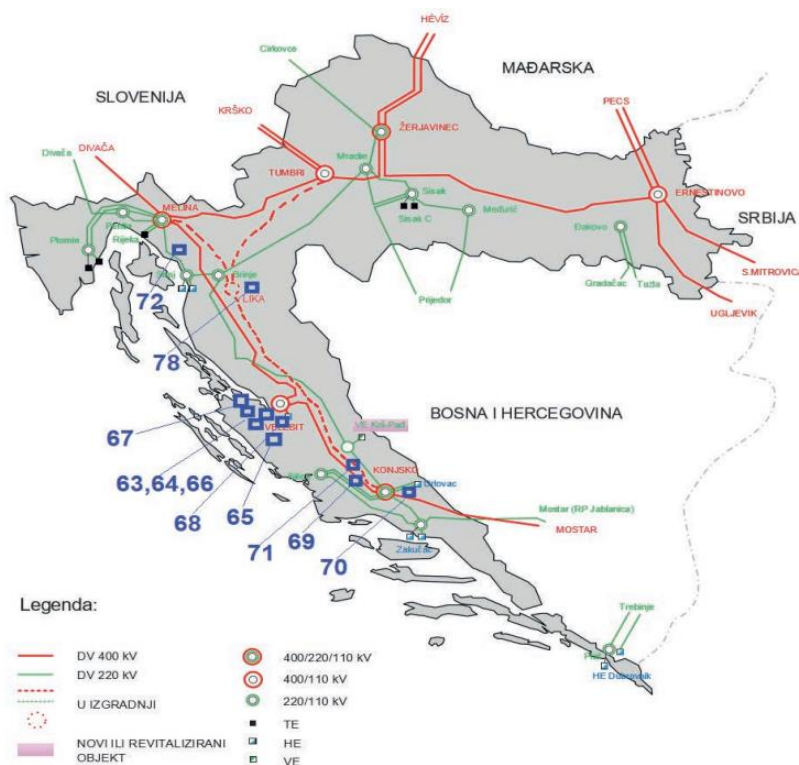 HÉVÍZ
Cirkovce
MAĐARSKA
SLOVENIJA
PECS
KRŠKO
ŽERJAVINEC
DIVAČA
Divača
Mraclin
TUMBRI
MELINA
Sisak
ERNESTINOVO
Pehlin
Međurić
Sisak C
SRBIJA
Plomin
Rijeka
Đakovo
S.MITROVICA
Brinje
Gradačac
Tuzla
LIKA
Prijedor
UGLJEVIK
72
78
BOSNA I HERCEGOVINA
67
VE Krš-Pađ.
VELEBIT
63,64,66
KONJSKO
Orlovac
68
65
Mostar (RP Jablanica)
71
69
MOSTAR
70
Zakučac
Legenda:
Trebinje
HE Dubrovnik
DV 400 kV
DV 220 kV
U IZGRADNJI
NOVI ILI REVITALIZIRANI
OBJEKT
400/220/110 kV
400/110 kV
220/110 kV
TE
HE
VE